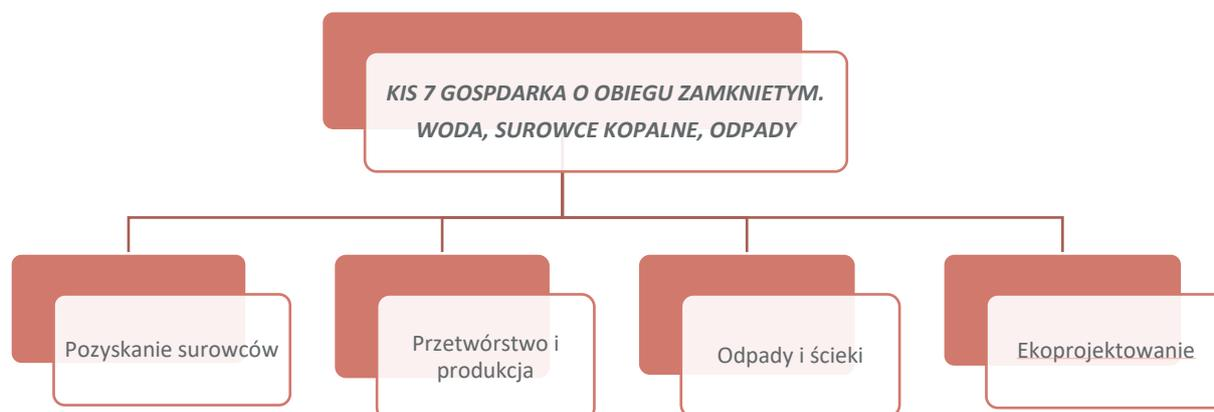 KIS 7 GOSPDARKA O OBIEGU ZAMKNIETYM.
WODA, SUROWCE KOPALNE, ODPADY
Pozyskanie surowców
Przetwórstwo i
produkcja
Odpady i ścieki
Ekoprojektowanie